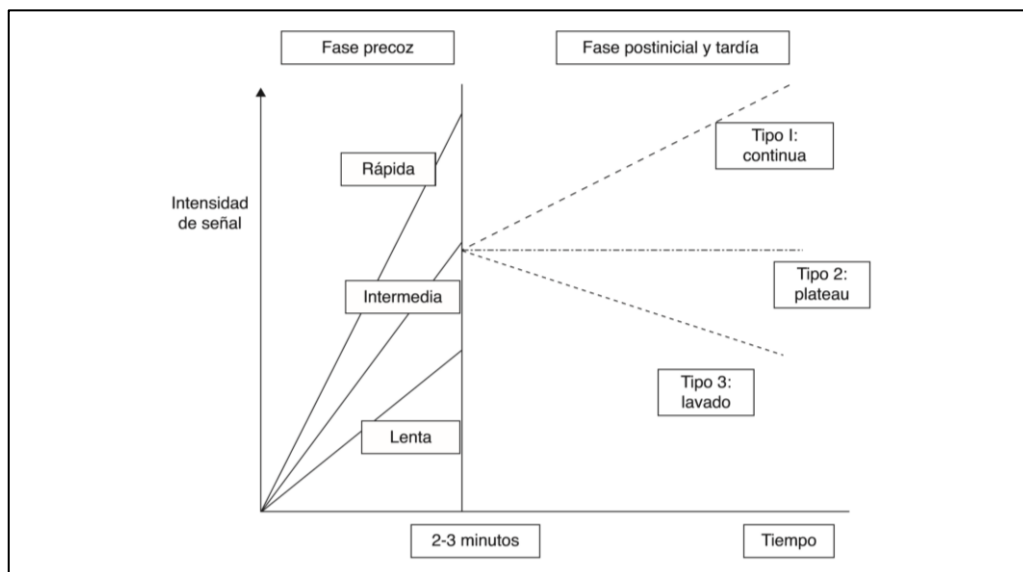 Fase precoz
Fase postinicial y tardía
Tipo I:
continua
Rápida
Intensidad
de señal
Tipo 2:
plateau
Intermedia
Tipo 3:
lavado
Lenta
2-3 minutos
Tiempo